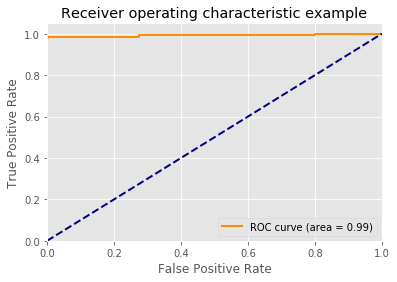 Receiver operating characteristic example
True Positive Rate
1.0
0.8
0.6
0.4
0.2
0.0
ROC curve (area = 0.99)
0.0 0.2 0.4 0.6 0.8 1.0
False Positive Rate